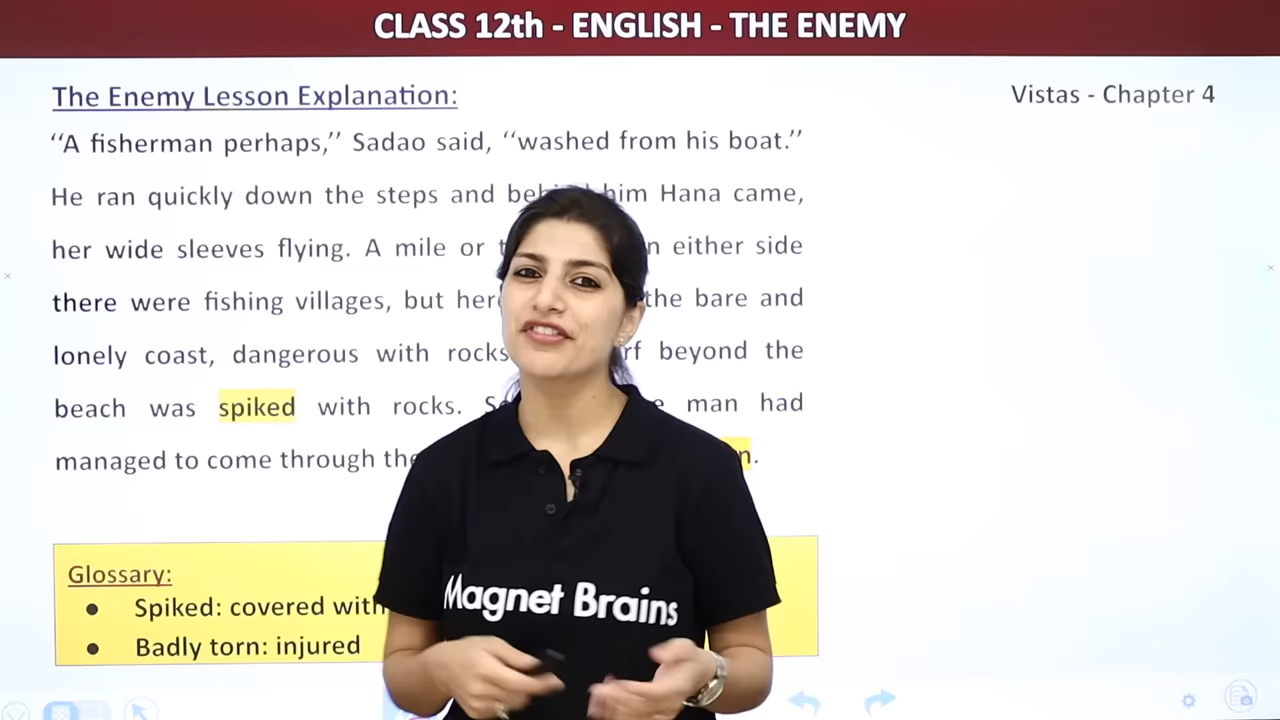 CLASS 12th - ENGLISH - THE ENEMY
The Enemy Lesson Explanation:
Vistas - Chapter 4
“A fisherman perhaps,” Sadao said, “washed from his boat.”
He ran quickly down the steps and him Hana came,
her wide sleeves flying. A mile or either side
there were fishing villages, but the bare and
lonely coast, dangerous with rocks beyond the
beach was spiked with rocks. man had
managed to come through
Glossary:
● Spiked: covered with
● Badly torn: injured
Magnet Brains